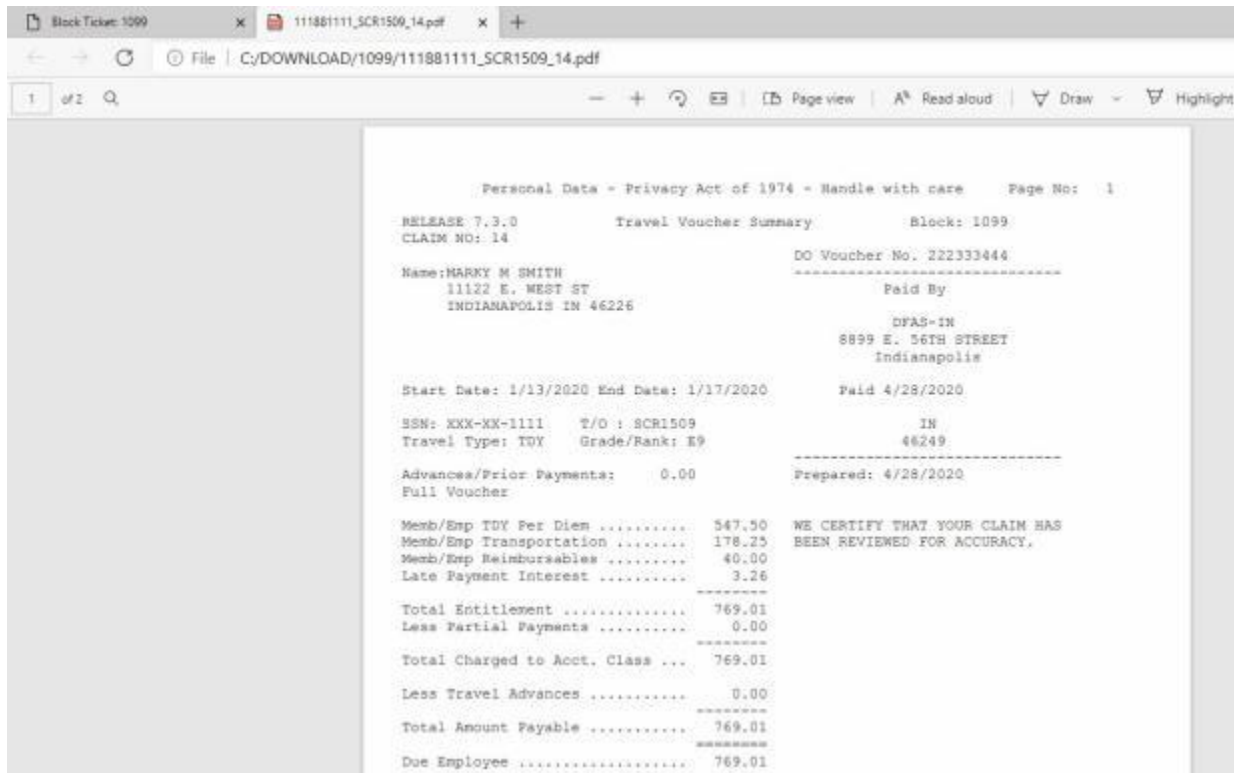 Block Ticket: 1099
111881111_SCR1509_14.pdf
File | C:/DOWNLOAD/1099/111881111_SCR1509_14.pdf
1 of 2 Page view Read aloud Draw Highlight
Personal Data - Privacy Act of 1974 - Handle with care Page No: 1
RELEASE 7.3.0 Travel Voucher Summary Block: 1099
CLAIM NO: 14
DO Voucher No. 222333444
Name:MARKY M SMITH
11122 E. WEST ST Paid By
INDIANAPOLIS IN 46226
DFAS-IN
8899 E. 56TH STREET
Indianapolis
Start Date: 1/13/2020 End Date: 1/17/2020 Paid 4/28/2020
SSN: XXX-XX-1111 T/O : SCR1509 IN
Travel Type: TDY Grade/Rank: E9 46249
Advances/Prior Payments: 0.00 Prepared: 4/28/2020
Full Voucher
Memb/Emp TDY Per Diem .......... 547.50 WE CERTIFY THAT YOUR CLAIM HAS
Memb/Emp Transportation ........ 178.25 BEEN REVIEWED FOR ACCURACY.
Memb/Emp Reimbursables ......... 40.00
Late Payment Interest .......... 3.26
Total Entitlement .............. 769.01
Less Partial Payments .......... 0.00
Total Charged to Acct. Class ... 769.01
Less Travel Advances ........... 0.00
Total Amount Payable ........... 769.01
Due Employee ................... 769.01